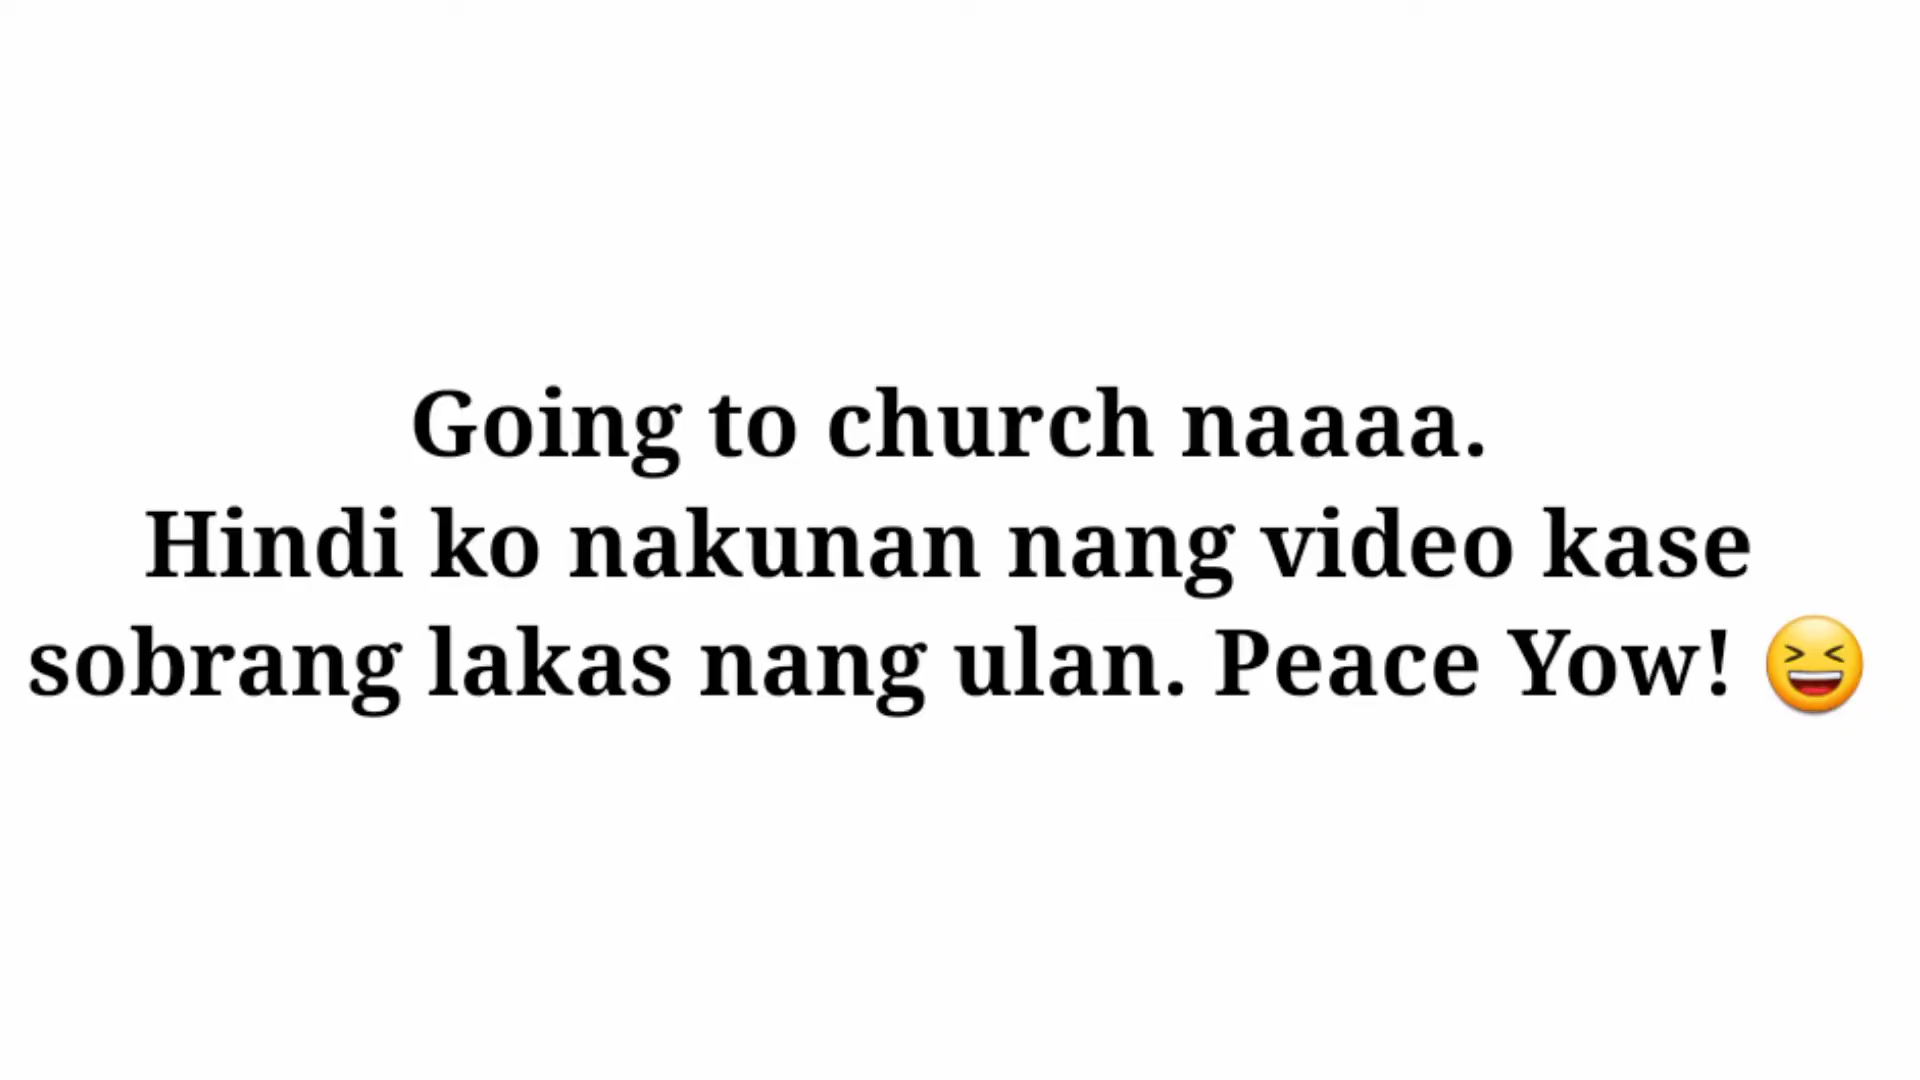 Going to church naaaa.
Hindi ko nakunan nang video kase
sobrang lakas nang ulan. Peace Yow! 😆